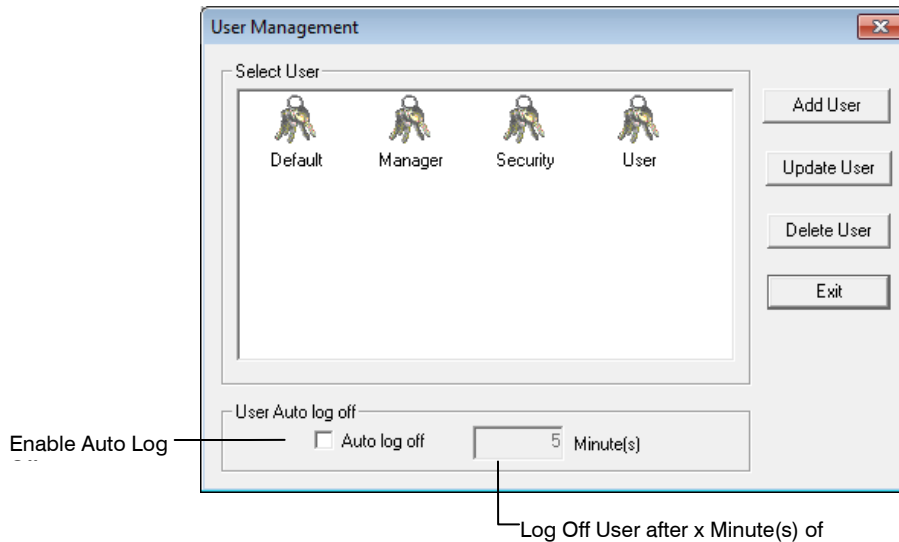 User Management
Select User
Default Manager Security User
Add User
Update User
Delete User
Exit
User Auto log off
Auto log off 5 Minute(s)
Enable Auto Log
Log Off User after x Minute(s) of